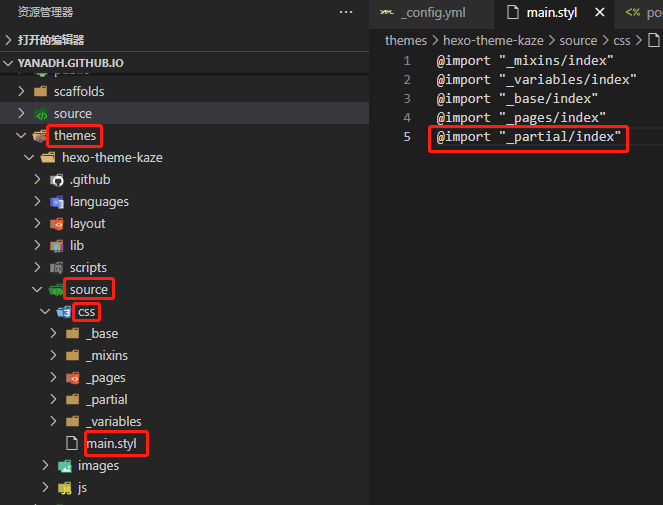 资源管理器
打开的编辑器
YANADH.GITHUB.IO
public
scaffolds
source
themes
hexo-theme-kaze
.github
languages
layout
lib
scripts
source
css
_base
_mixins
_pages
_partial
_variables
main.styl
images
js
_config.yml
main.styl
po
themes > hexo-theme-kaze > source > css >
1 @import "_mixins/index"
2 @import "_variables/index"
3 @import "_base/index"
4 @import "_pages/index"
5 @import "_partial/index"